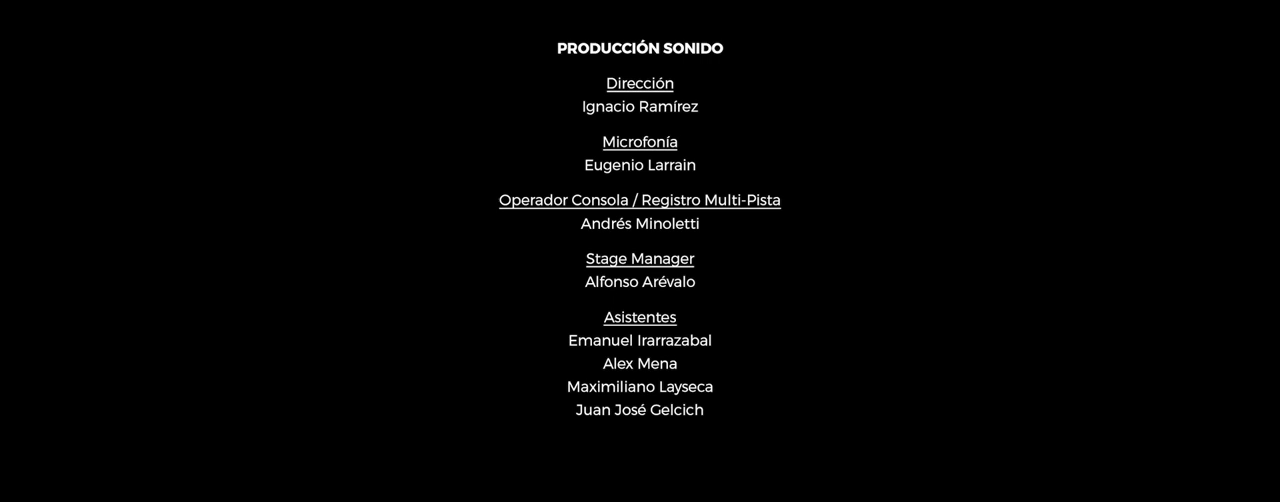 PRODUCCIÓN SONIDO
Dirección
Ignacio Ramírez
Microfonía
Eugenio Larrain
Operador Consola / Registro Multi-Pista
Andrés Minoletti
Stage Manager
Alfonso Arévalo
Asistentes
Emanuel Irarrazabal
Alex Mena
Maximiliano Layseca
Juan José Gelcich